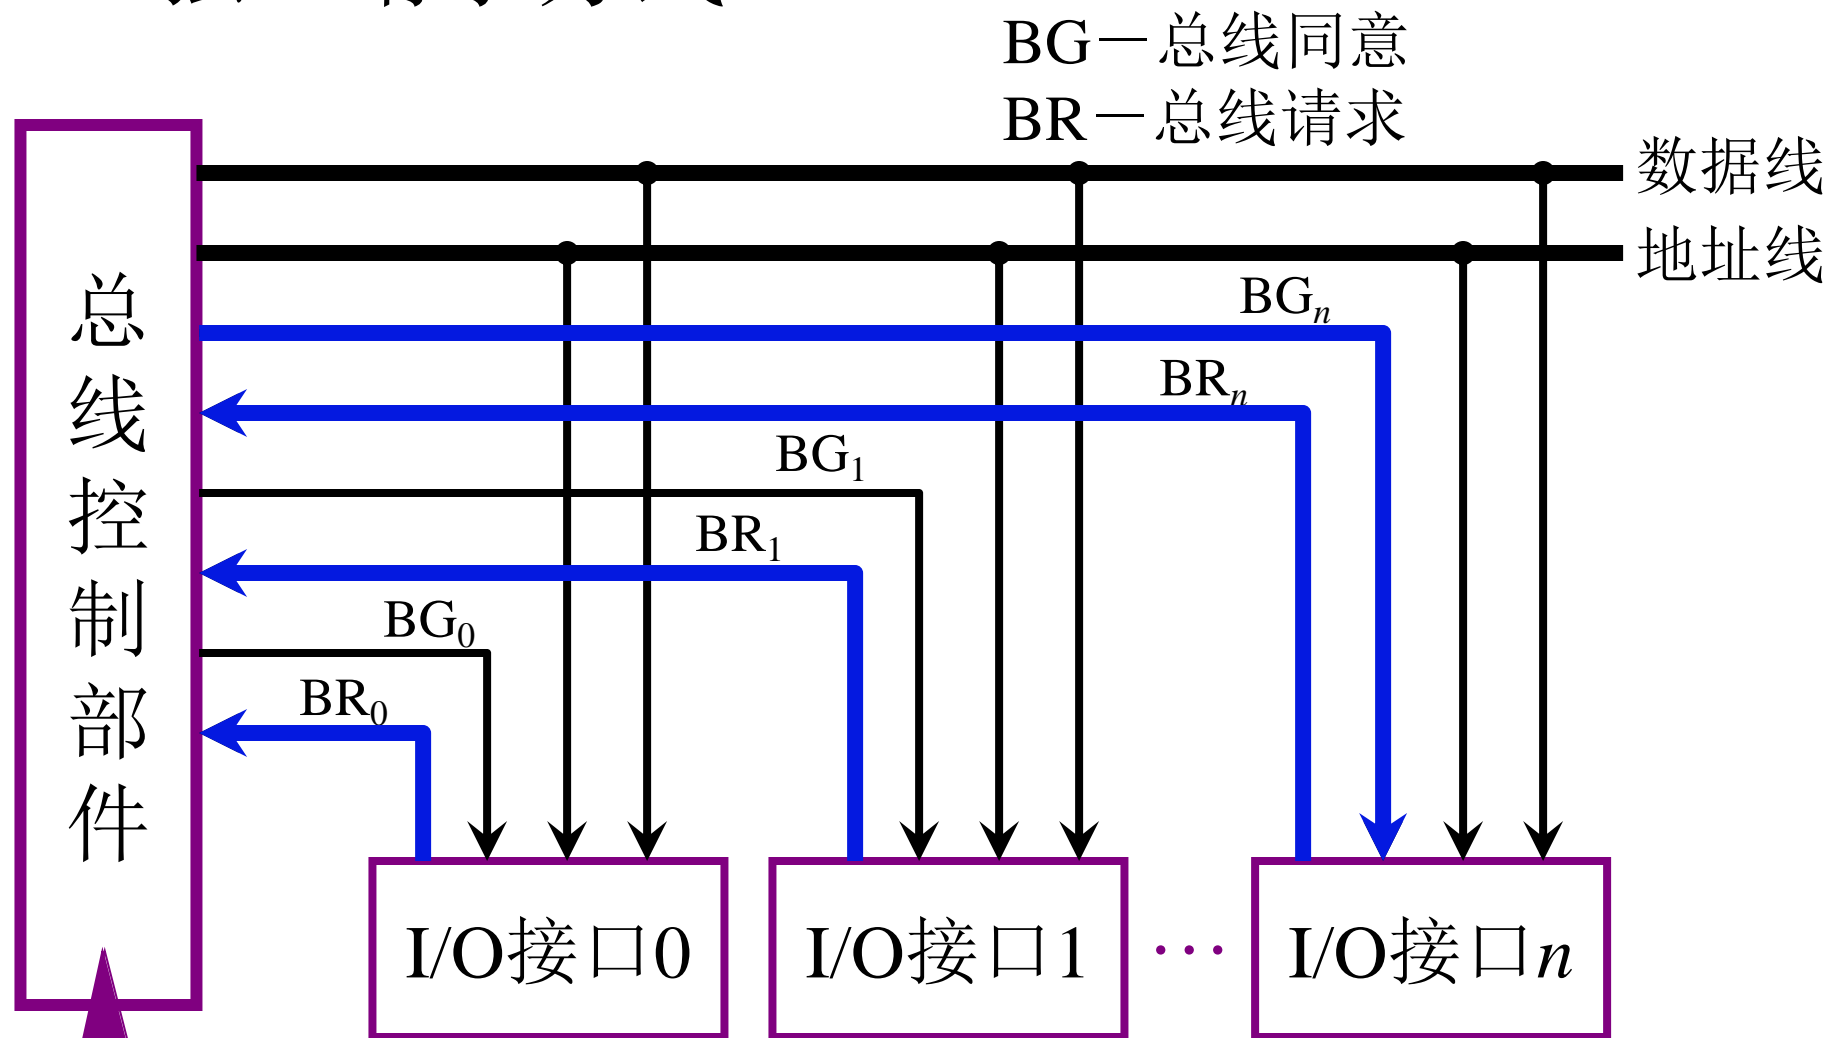 BG－总线同意
BR－总线请求
数据线
地址线
总线控制部件
BGn
BRn
BG1
BR1
BG0
BR0
I/O接口0
I/O接口1
…
I/O接口n